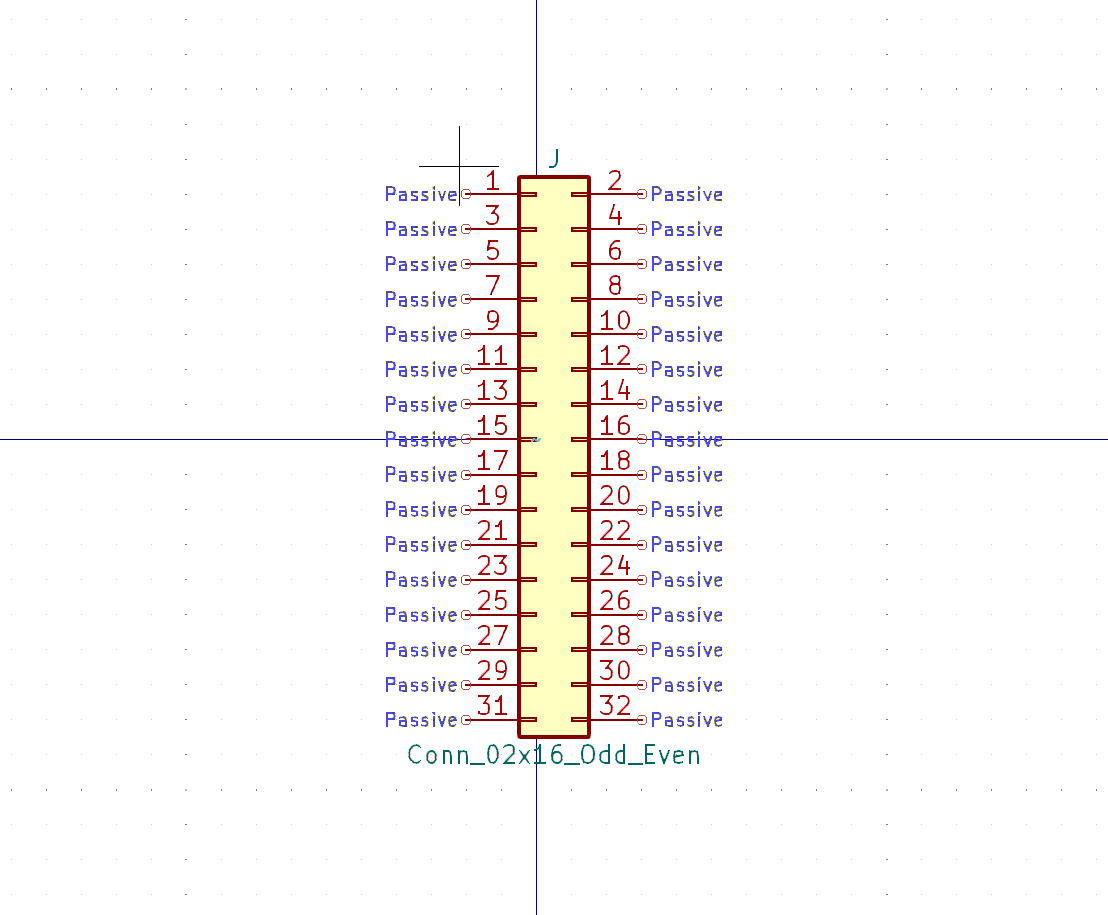 J
Passive 1 2 Passive
Passive 3 4 Passive
Passive 5 6 Passive
Passive 7 8 Passive
Passive 9 10 Passive
Passive 11 12 Passive
Passive 13 14 Passive
Passive 15 16 Passive
Passive 17 18 Passive
Passive 19 20 Passive
Passive 21 22 Passive
Passive 23 24 Passive
Passive 25 26 Passive
Passive 27 28 Passive
Passive 29 30 Passive
Passive 31 32 Passive
Conn_02x16_Odd_Even